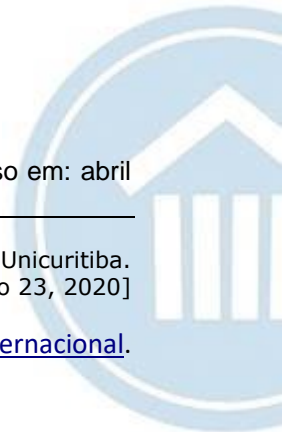 so em: abril
Unicuritiba.
o 23, 2020]
ernacional.